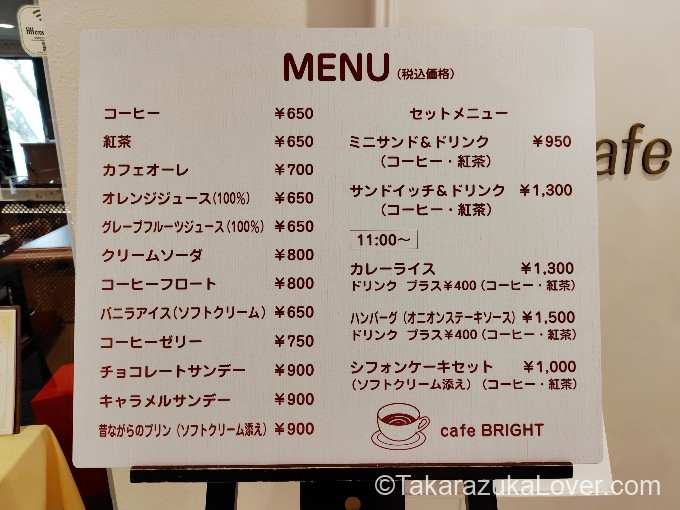 MENU (税込価格)
コーヒー ¥650
紅茶 ¥650
カフェオーレ ¥700
オレンジジュース(100%) ¥650
グレープフルーツジュース(100%) ¥650
クリームソーダ ¥800
コーヒーフロート ¥800
バニラアイス(ソフトクリーム) ¥650
コーヒーゼリー ¥750
チョコレートサンデー ¥900
キャラメルサンデー ¥900
昔ながらのプリン(ソフトクリーム添え) ¥900
セットメニュー
ミニサンド&ドリンク ¥950
(コーヒー・紅茶)
サンドイッチ&ドリンク ¥1,300
(コーヒー・紅茶)
11:00〜
カレーライス ¥1,300
ドリンク プラス¥400(コーヒー・紅茶)
ハンバーグ(オニオンステーキソース) ¥1,500
ドリンク プラス¥400(コーヒー・紅茶)
シフォンケーキセット ¥1,000
(ソフトクリーム添え)(コーヒー・紅茶)
cafe BRIGHT
afe
©TakarazukaLover.com